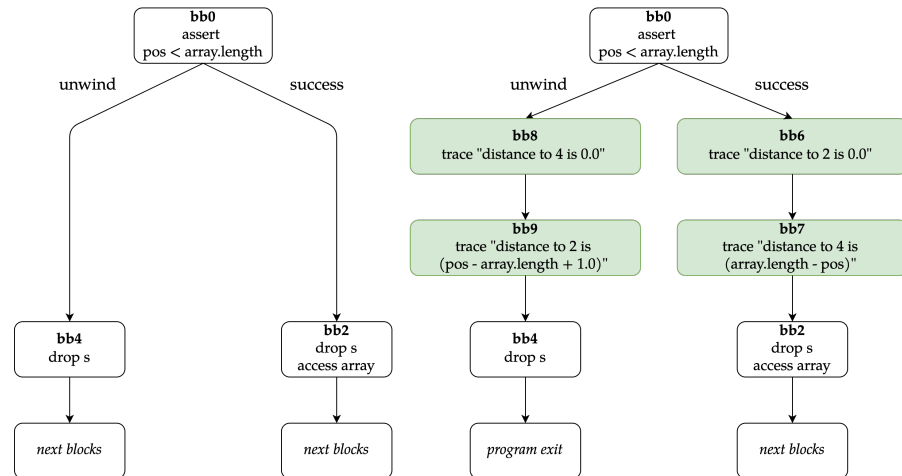 bb0
assert
pos < array.length
unwind
success
bb4
drop s
bb2
drop s
access array
next blocks
next blocks
bb0
assert
pos < array.length
unwind
success
bb8
trace "distance to 4 is 0.0"
bb6
trace "distance to 2 is 0.0"
bb9
trace "distance to 2 is
(pos - array.length + 1.0)"
bb7
trace "distance to 4 is
(array.length - pos)"
bb4
drop s
bb2
drop s
access array
program exit
next blocks